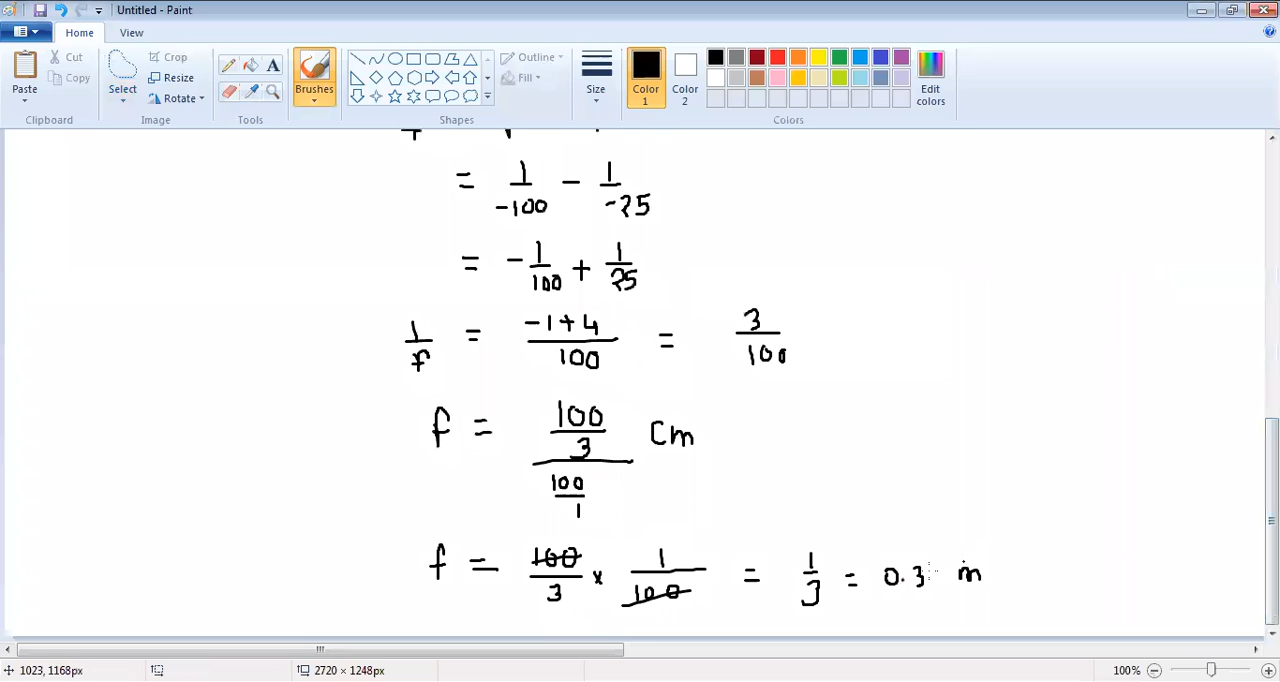 Untitled - Paint
Home View
Paste Cut Copy Select Crop Resize Rotate Brushes Outline Fill Size Color 1 Color 2 Edit colors
Clipboard Image Tools Shapes Colors
= 1/-100 - 1/-25
= - 1/100 + 1/25
1/f = -1+4/100 = 3/100
f = 100/3 / 100/1 Cm
f = 100/3 × 1/100 = 1/3 = 0.3 m
1023, 1168px 2720 × 1248px 100%